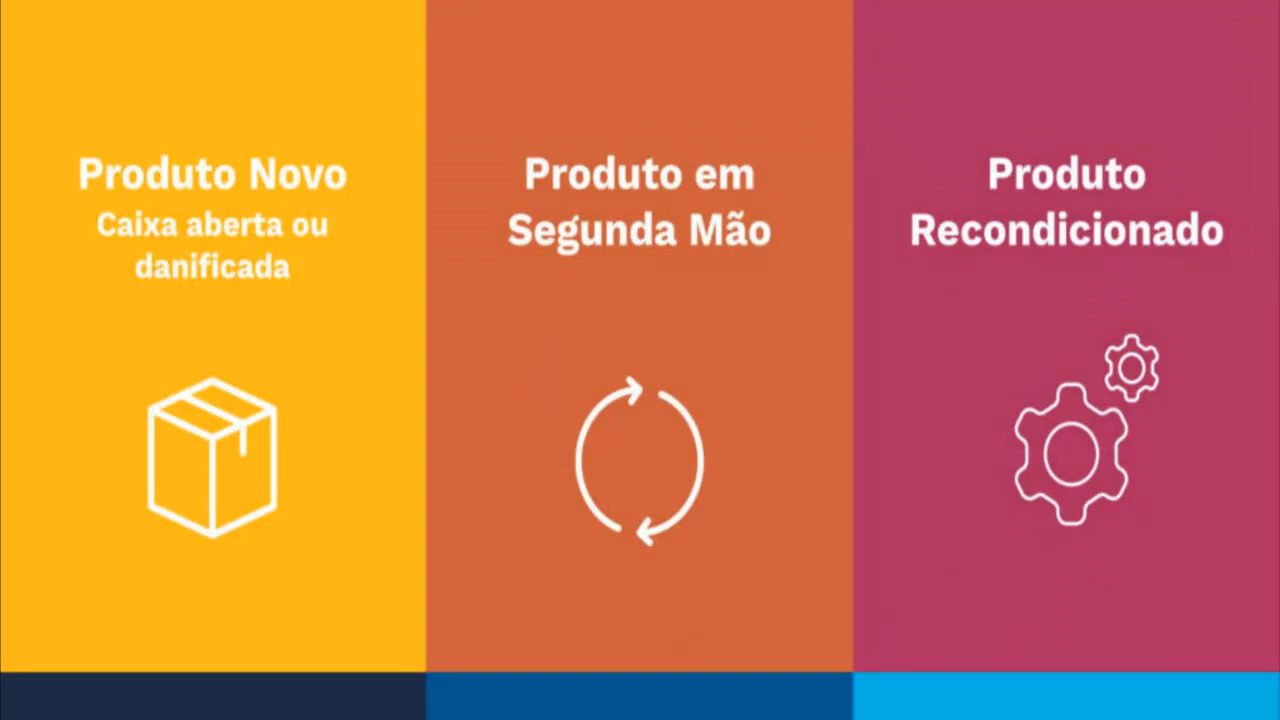 Produto Novo
Caixa aberta ou
danificada
Produto em
Segunda Mão
Produto
Recondicionado